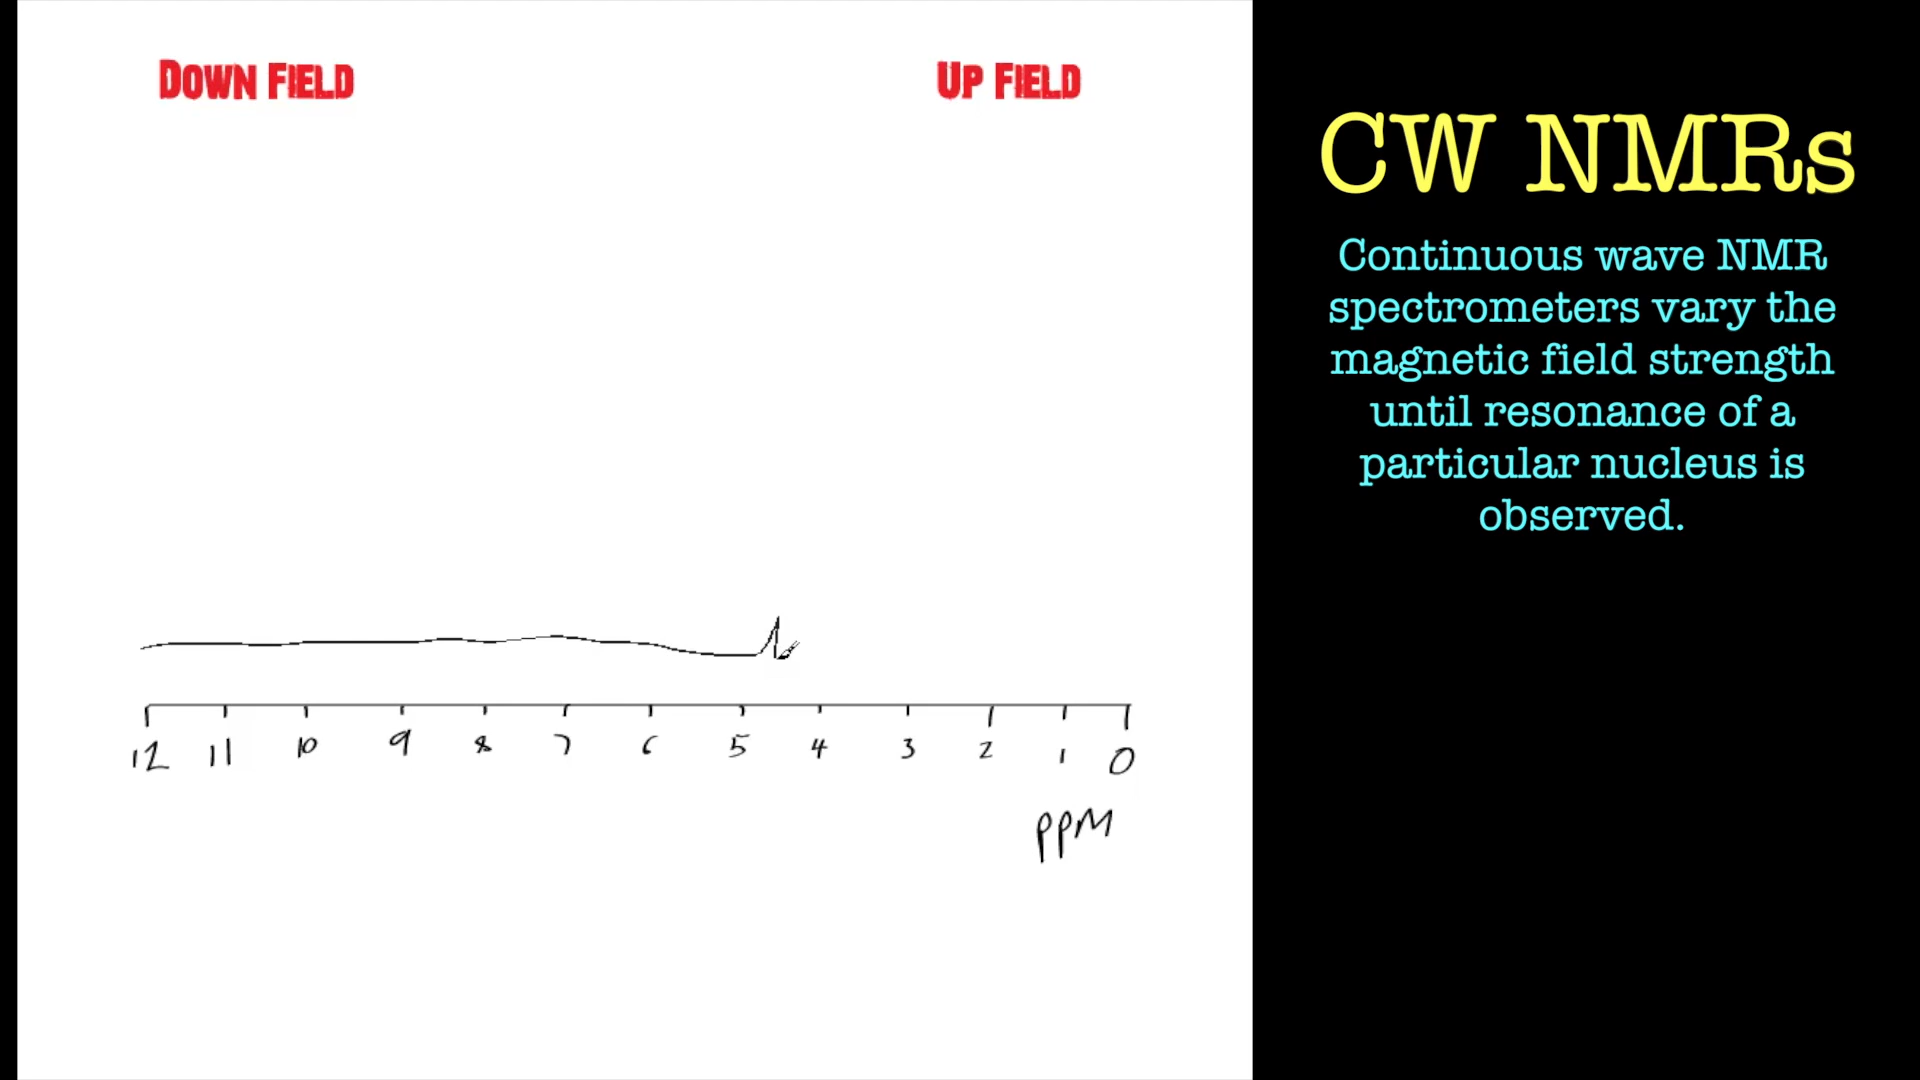 DOWN FIELD
UP FIELD
CW NMRs
Continuous wave NMR
spectrometers vary the
magnetic field strength
until resonance of a
particular nucleus is
observed.
12 11 10 9 8 7 6 5 4 3 2 1 0
PPM